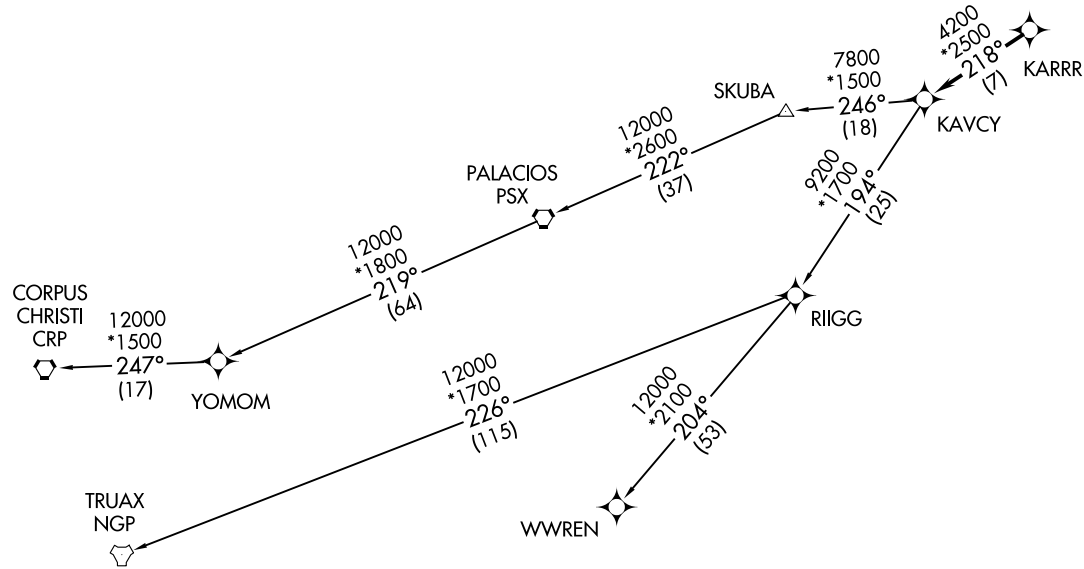 4200
*2500
218°
(7)
KARRR
7800
*1500
246°
(18)
SKUBA
KAVCY
12000
*2600
222°
(37)
PALACIOS
PSX
9200
*1700
194°
(25)
12000
*1800
219°
(64)
CORPUS
CHRISTI
CRP
12000
*1500
247°
(17)
YOMOM
RIIGG
12000
*1700
226°
(115)
12000
*2100
204°
(53)
TRUAX
NGP
WWREN